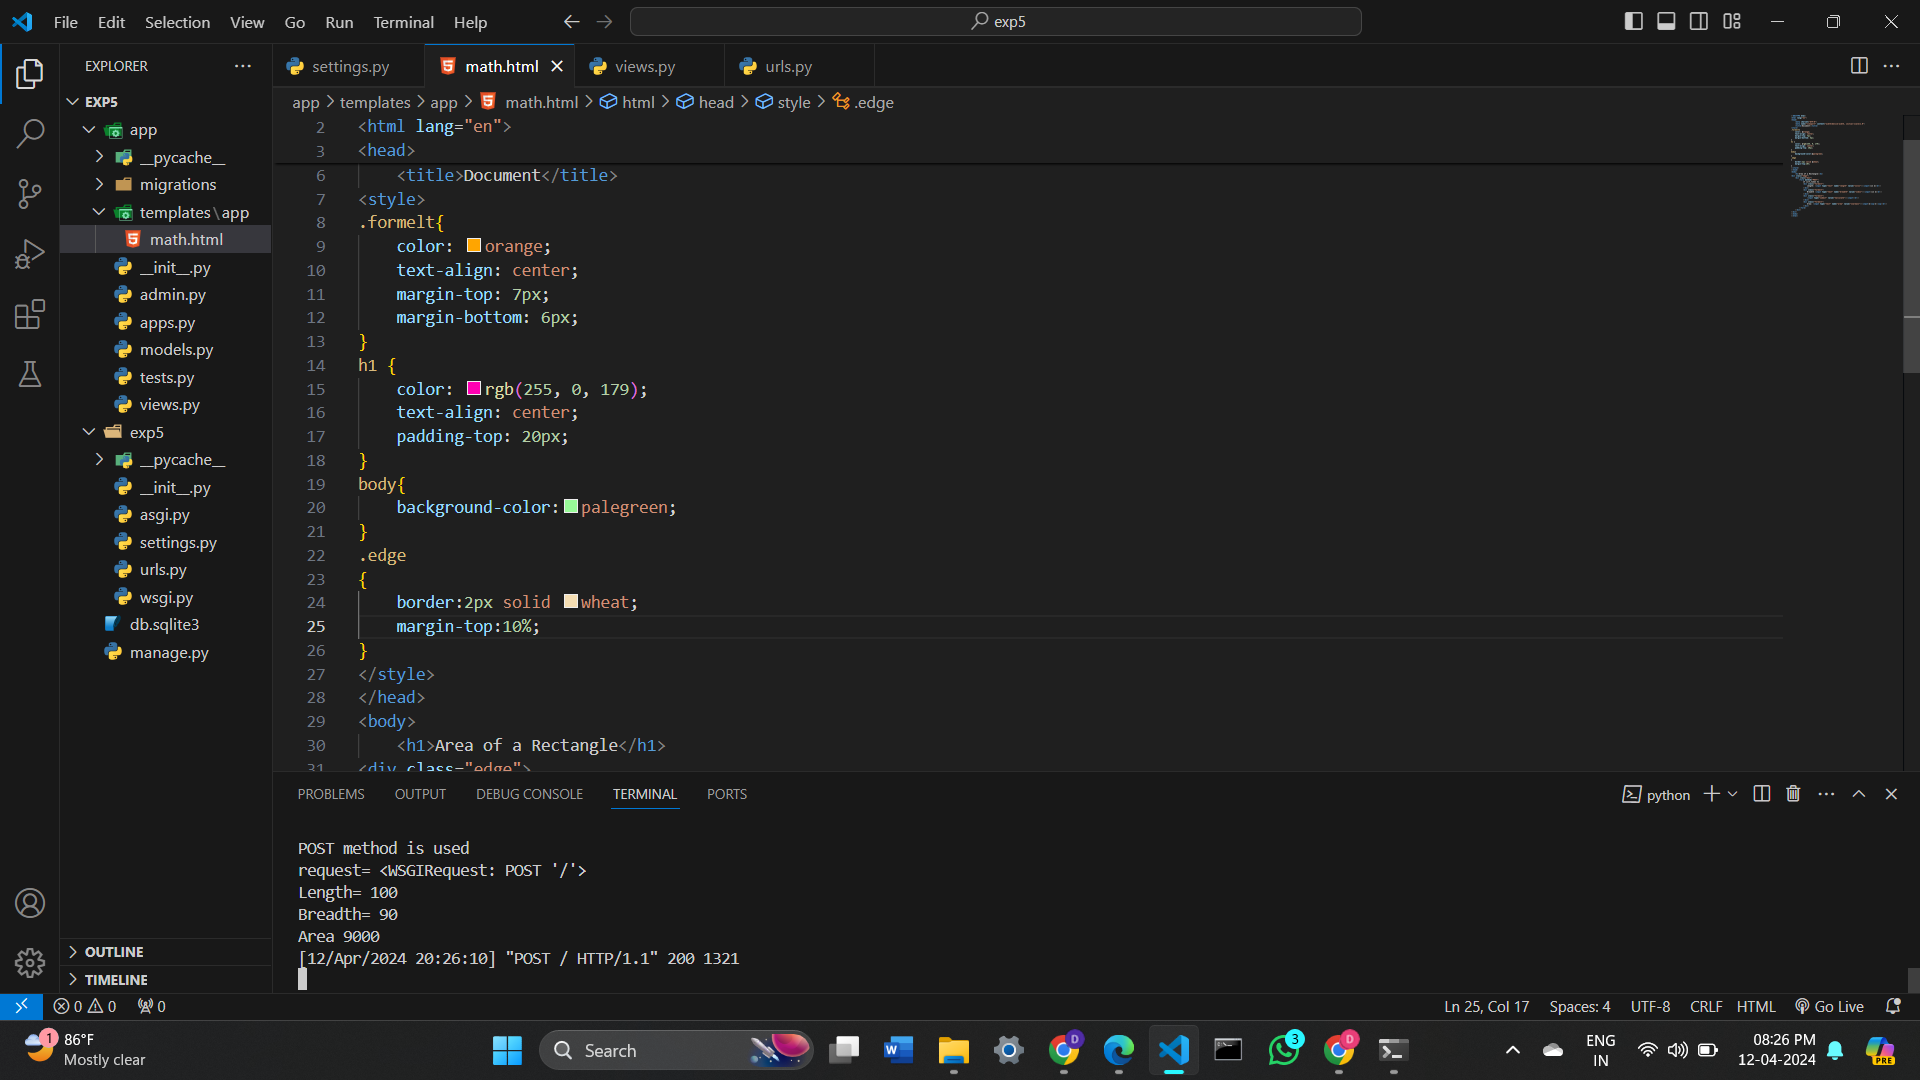 File Edit Selection View Go Run Terminal Help
exp5
EXPLORER
settings.py
math.html
views.py
urls.py
EXP5
app
__pycache__
migrations
templates\app
math.html
__init__.py
admin.py
apps.py
models.py
tests.py
views.py
exp5
__pycache__
__init__.py
asgi.py
settings.py
urls.py
wsgi.py
db.sqlite3
manage.py
OUTLINE
TIMELINE
app > templates > app > math.html > html > head > style > .edge
2 <html lang="en">
3 <head>
6 <title>Document</title>
7 <style>
8 .formelt{
9 color: orange;
10 text-align: center;
11 margin-top: 7px;
12 margin-bottom: 6px;
13 }
14 h1 {
15 color: rgb(255, 0, 179);
16 text-align: center;
17 padding-top: 20px;
18 }
19 body{
20 background-color: palegreen;
21 }
22 .edge
23 {
24 border:2px solid wheat;
25 margin-top:10%;
26 }
27 </style>
28 </head>
29 <body>
30 <h1>Area of a Rectangle</h1>
31 <div class="edge">
PROBLEMS OUTPUT DEBUG CONSOLE TERMINAL PORTS
python
POST method is used
request= <WSGIRequest: POST '/'>
Length= 100
Breadth= 90
Area 9000
[12/Apr/2024 20:26:10] "POST / HTTP/1.1" 200 1321
0 0 0
Ln 25, Col 17 Spaces: 4 UTF-8 CRLF HTML Go Live
1
86°F
Mostly clear
Search
D
3
D
ENG
IN
08:26 PM
12-04-2024
PRE